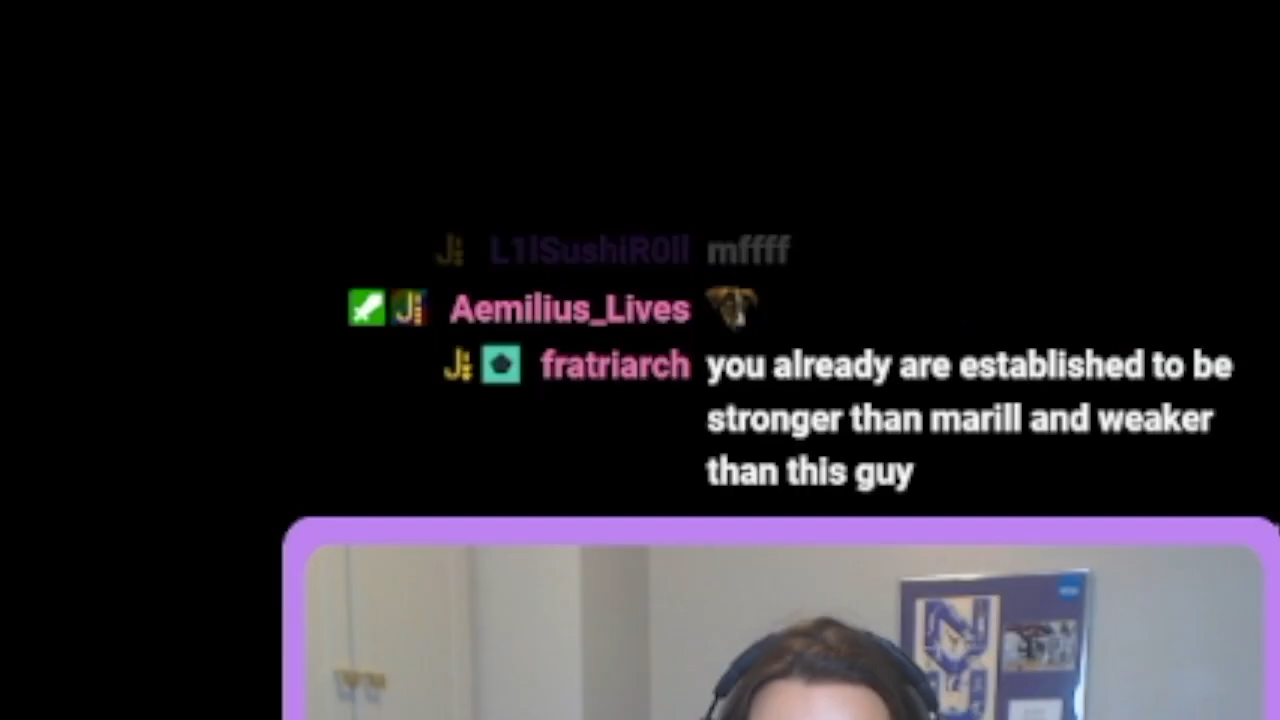 L1lSushiR0ll mffff
Aemilius_Lives
fratriarch you already are established to be
stronger than marill and weaker
than this guy